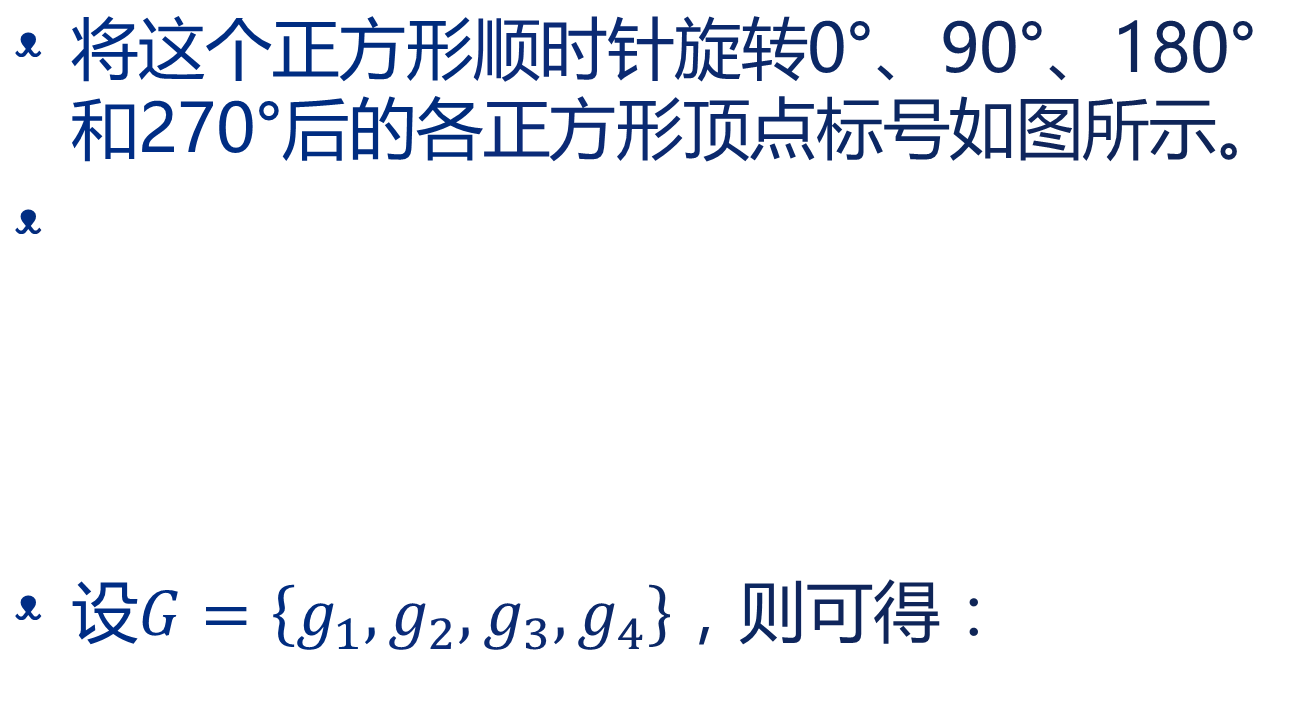 将这个正方形顺时针旋转0°、90°、180°
和270°后的各正方形顶点标号如图所示。
设G = {g₁, g₂, g₃, g₄}，则可得：